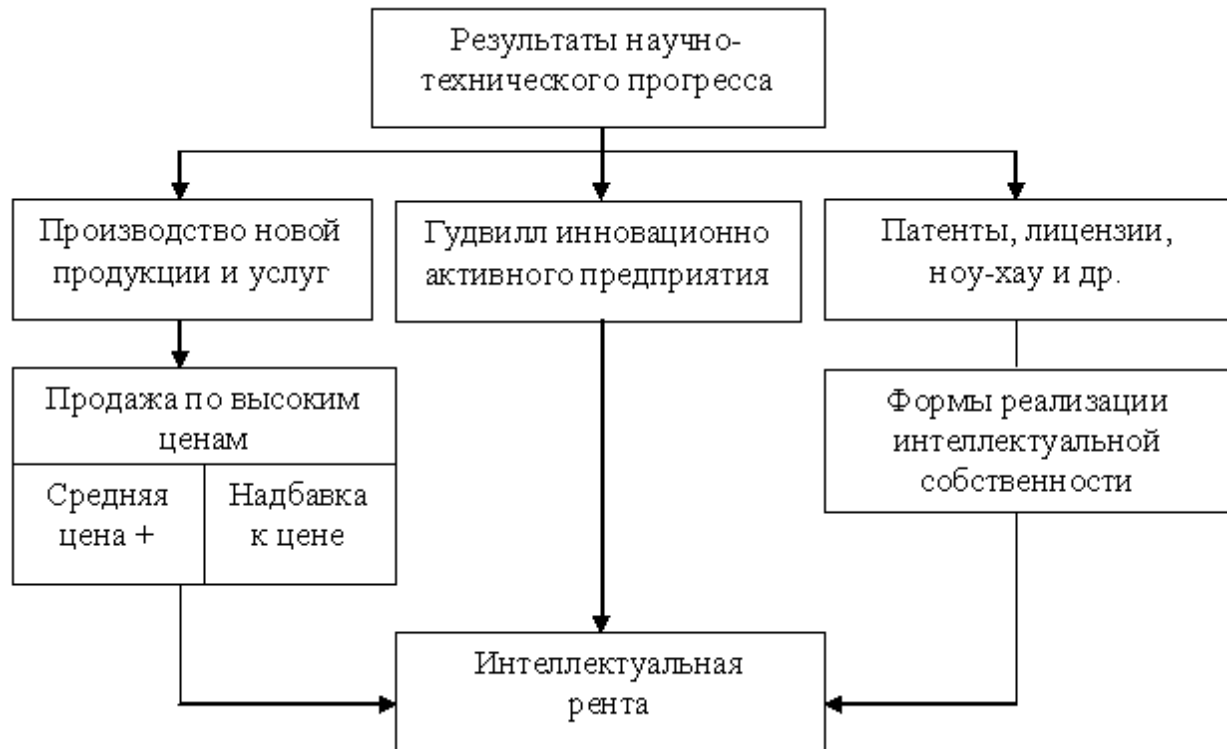 Результаты научно-
технического прогресса
Производство новой
продукции и услуг
Гудвилл инновационно
активного предприятия
Патенты, лицензии,
ноу-хау и др.
Продажа по высоким
ценам
Средняя
цена +
Надбавка
к цене
Формы реализации
интеллектуальной
собственности
Интеллектуальная
рента